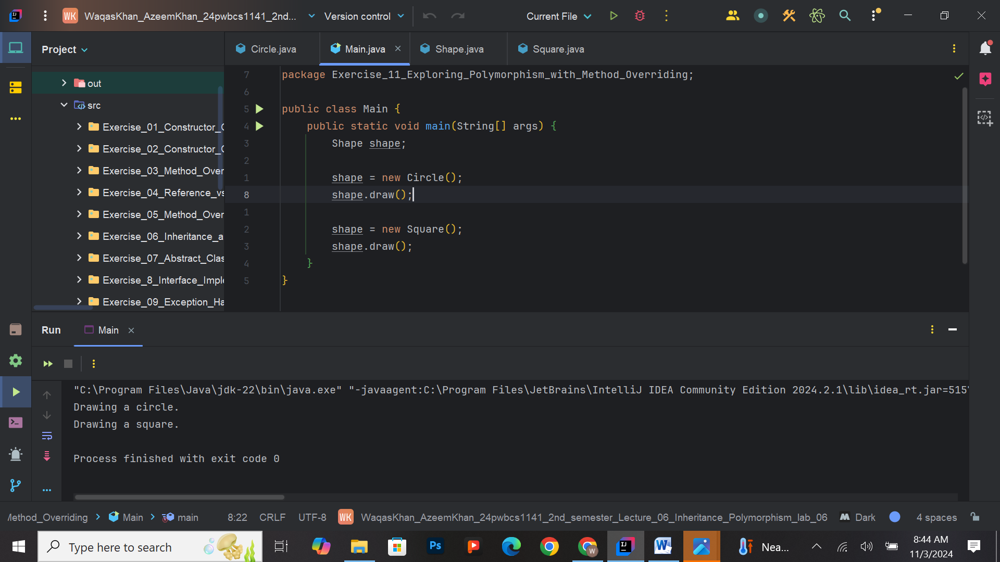 WK WaqasKhan_AzeemKhan_24pwbcs1141_2nd... Version control Current File
Project
Circle.java Main.java Shape.java Square.java
out
src
Exercise_01_Constructor_
Exercise_02_Constructor_
Exercise_03_Method_Over
Exercise_04_Reference_vs
Exercise_05_Method_Over
Exercise_06_Inheritance_a
Exercise_07_Abstract_Clas
Exercise_8_Interface_Imple
Exercise_09_Exception_Ha
7 package Exercise_11_Exploring_Polymorphism_with_Method_Overriding;
6
5 public class Main {
4 public static void main(String[] args) {
3 Shape shape;
2
1 shape = new Circle();
8 shape.draw();
1
2 shape = new Square();
3 shape.draw();
4 }
5 }
Run Main
"C:\Program Files\Java\jdk-22\bin\java.exe" "-javaagent:C:\Program Files\JetBrains\IntelliJ IDEA Community Edition 2024.2.1\lib\idea_rt.jar=515
Drawing a circle.
Drawing a square.
Process finished with exit code 0
Method_Overriding Main main 8:22 CRLF UTF-8 WK WaqasKhan_AzeemKhan_24pwbcs1141_2nd_semester_Lecture_06_Inheritance_Polymorphism_lab_06 Dark 4 spaces
Type here to search
Ps
W
Nea...
8:44 AM
11/3/2024